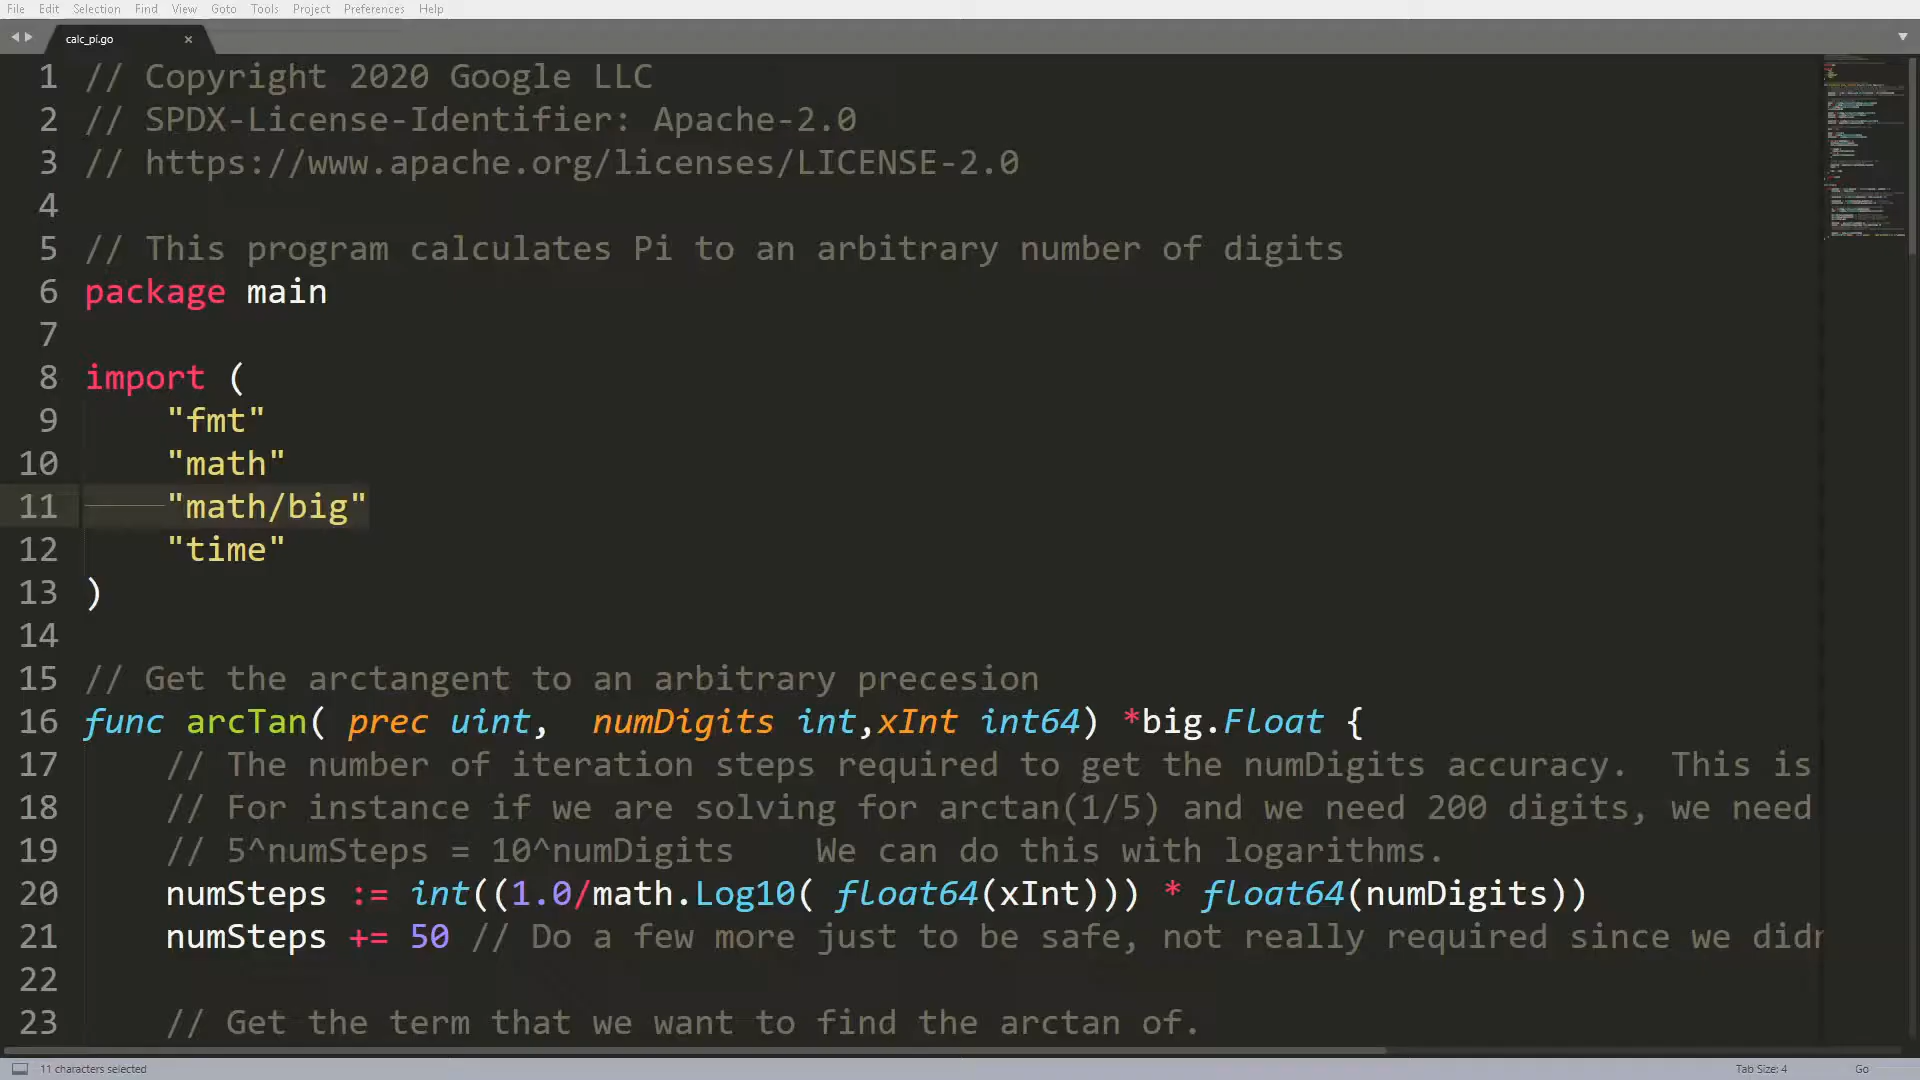 File Edit Selection Find View Goto Tools Project Preferences Help
calc_pi.go ×
1 // Copyright 2020 Google LLC
2 // SPDX-License-Identifier: Apache-2.0
3 // https://www.apache.org/licenses/LICENSE-2.0
4
5 // This program calculates Pi to an arbitrary number of digits
6 package main
7
8 import (
9 "fmt"
10 "math"
11 "math/big"
12 "time"
13 )
14
15 // Get the arctangent to an arbitrary precesion
16 func arcTan( prec uint,  numDigits int,xInt int64) *big.Float {
17 // The number of iteration steps required to get the numDigits accuracy.  This is
18 // For instance if we are solving for arctan(1/5) and we need 200 digits, we need
19 // 5^numSteps = 10^numDigits    We can do this with logarithms.
20 numSteps := int((1.0/math.Log10( float64(xInt))) * float64(numDigits))
21 numSteps += 50 // Do a few more just to be safe, not really required since we didn
22
23 // Get the term that we want to find the arctan of.
11 characters selected
Tab Size: 4
Go